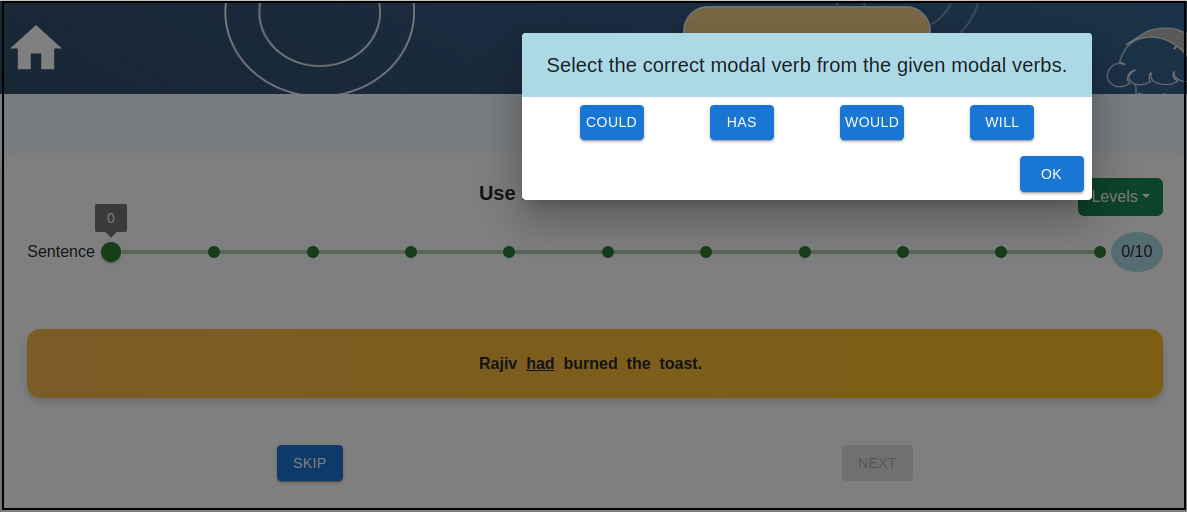 Select the correct modal verb from the given modal verbs.
COULD HAS WOULD WILL
OK
Use
Levels
0
Sentence 0/10
Rajiv had burned the toast.
SKIP NEXT